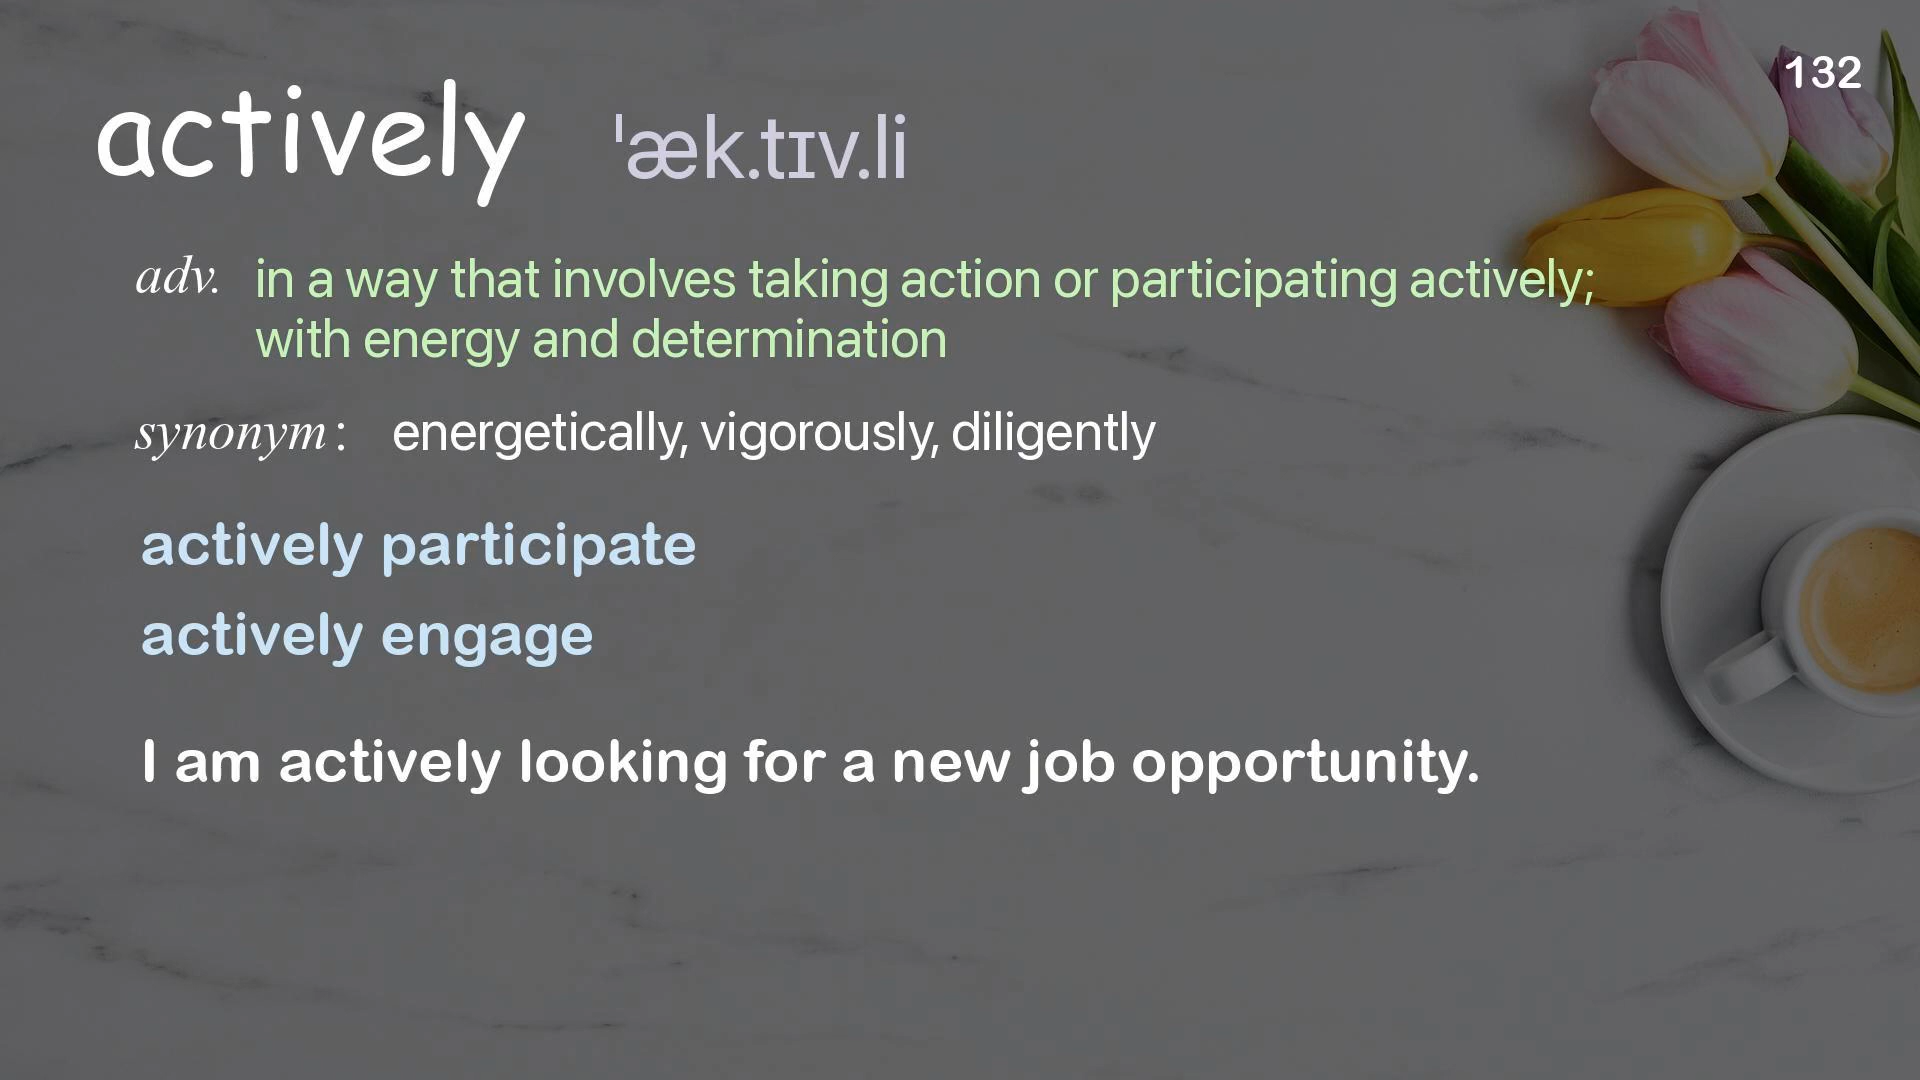 132
actively ˈæk.tɪv.li
adv. in a way that involves taking action or participating actively;
with energy and determination
synonym: energetically, vigorously, diligently
actively participate
actively engage
I am actively looking for a new job opportunity.